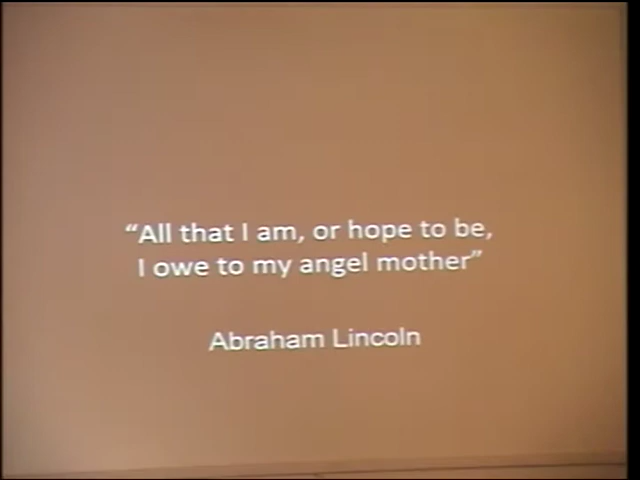 “All that I am, or hope to be,
I owe to my angel mother”
Abraham Lincoln